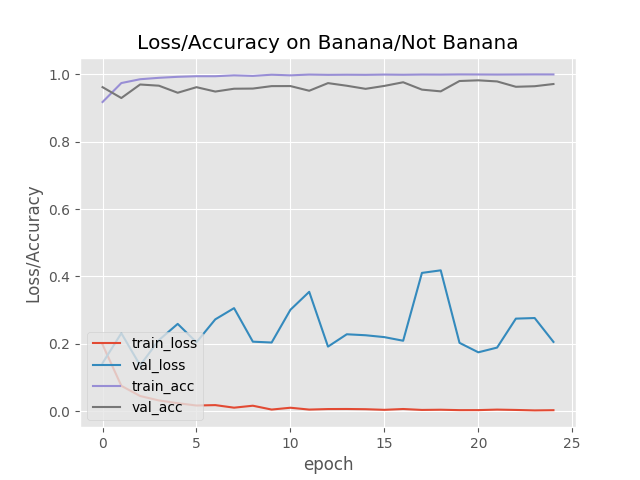 Loss/Accuracy on Banana/Not Banana
1.0
0.8
0.6
0.4
0.2
0.0
Loss/Accuracy
train_loss
val_loss
train_acc
val_acc
0 5 10 15 20 25
epoch